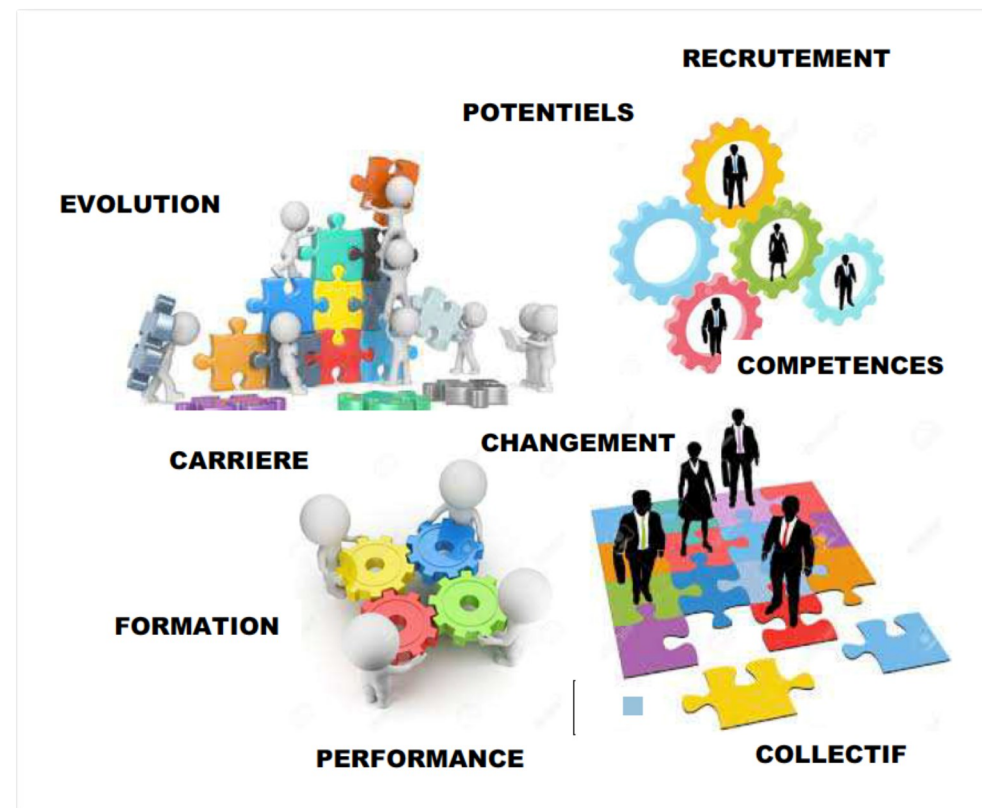 RECRUTEMENT
POTENTIELS
EVOLUTION
COMPETENCES
CHANGEMENT
CARRIERE
FORMATION
PERFORMANCE
COLLECTIF